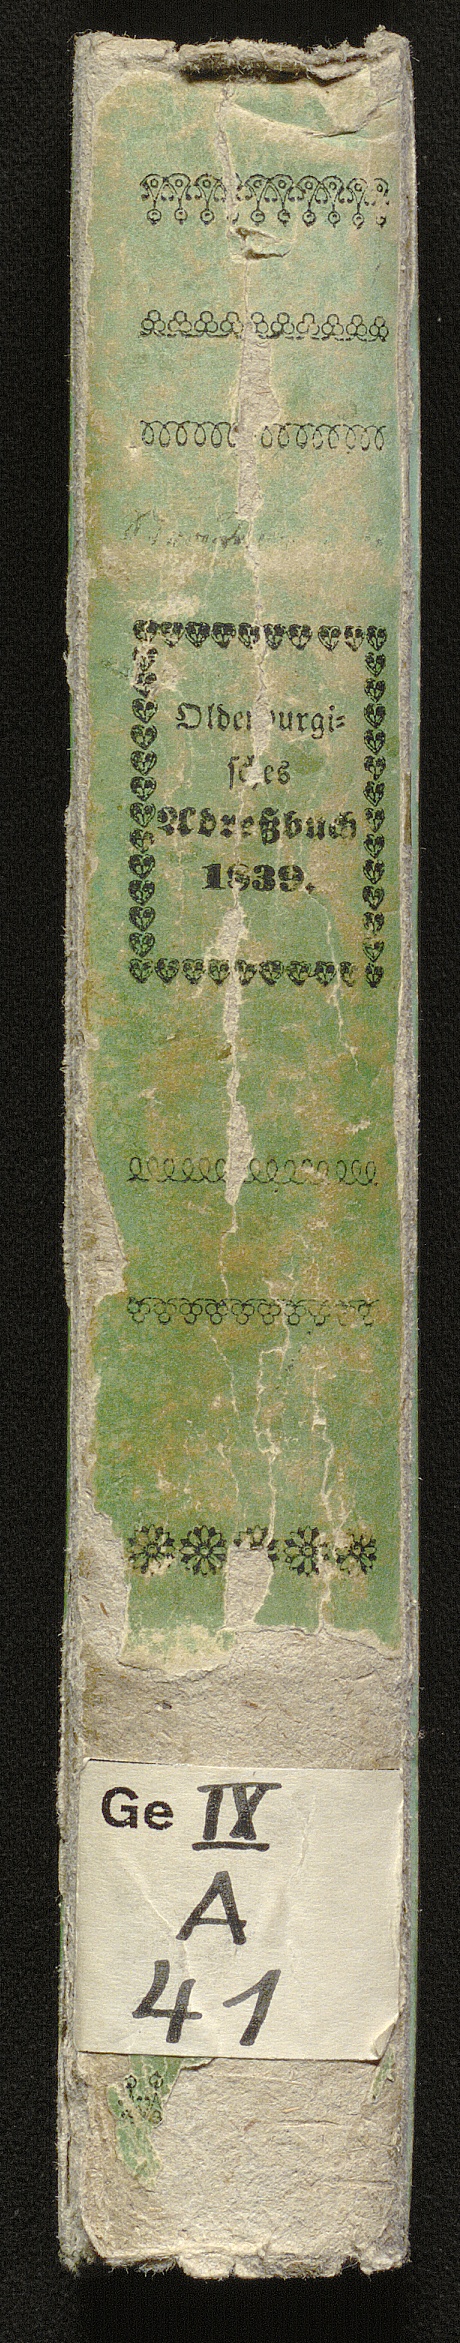 Oldenburgi=
sches
Adreßbuch
1839.
Ge IX
A
41